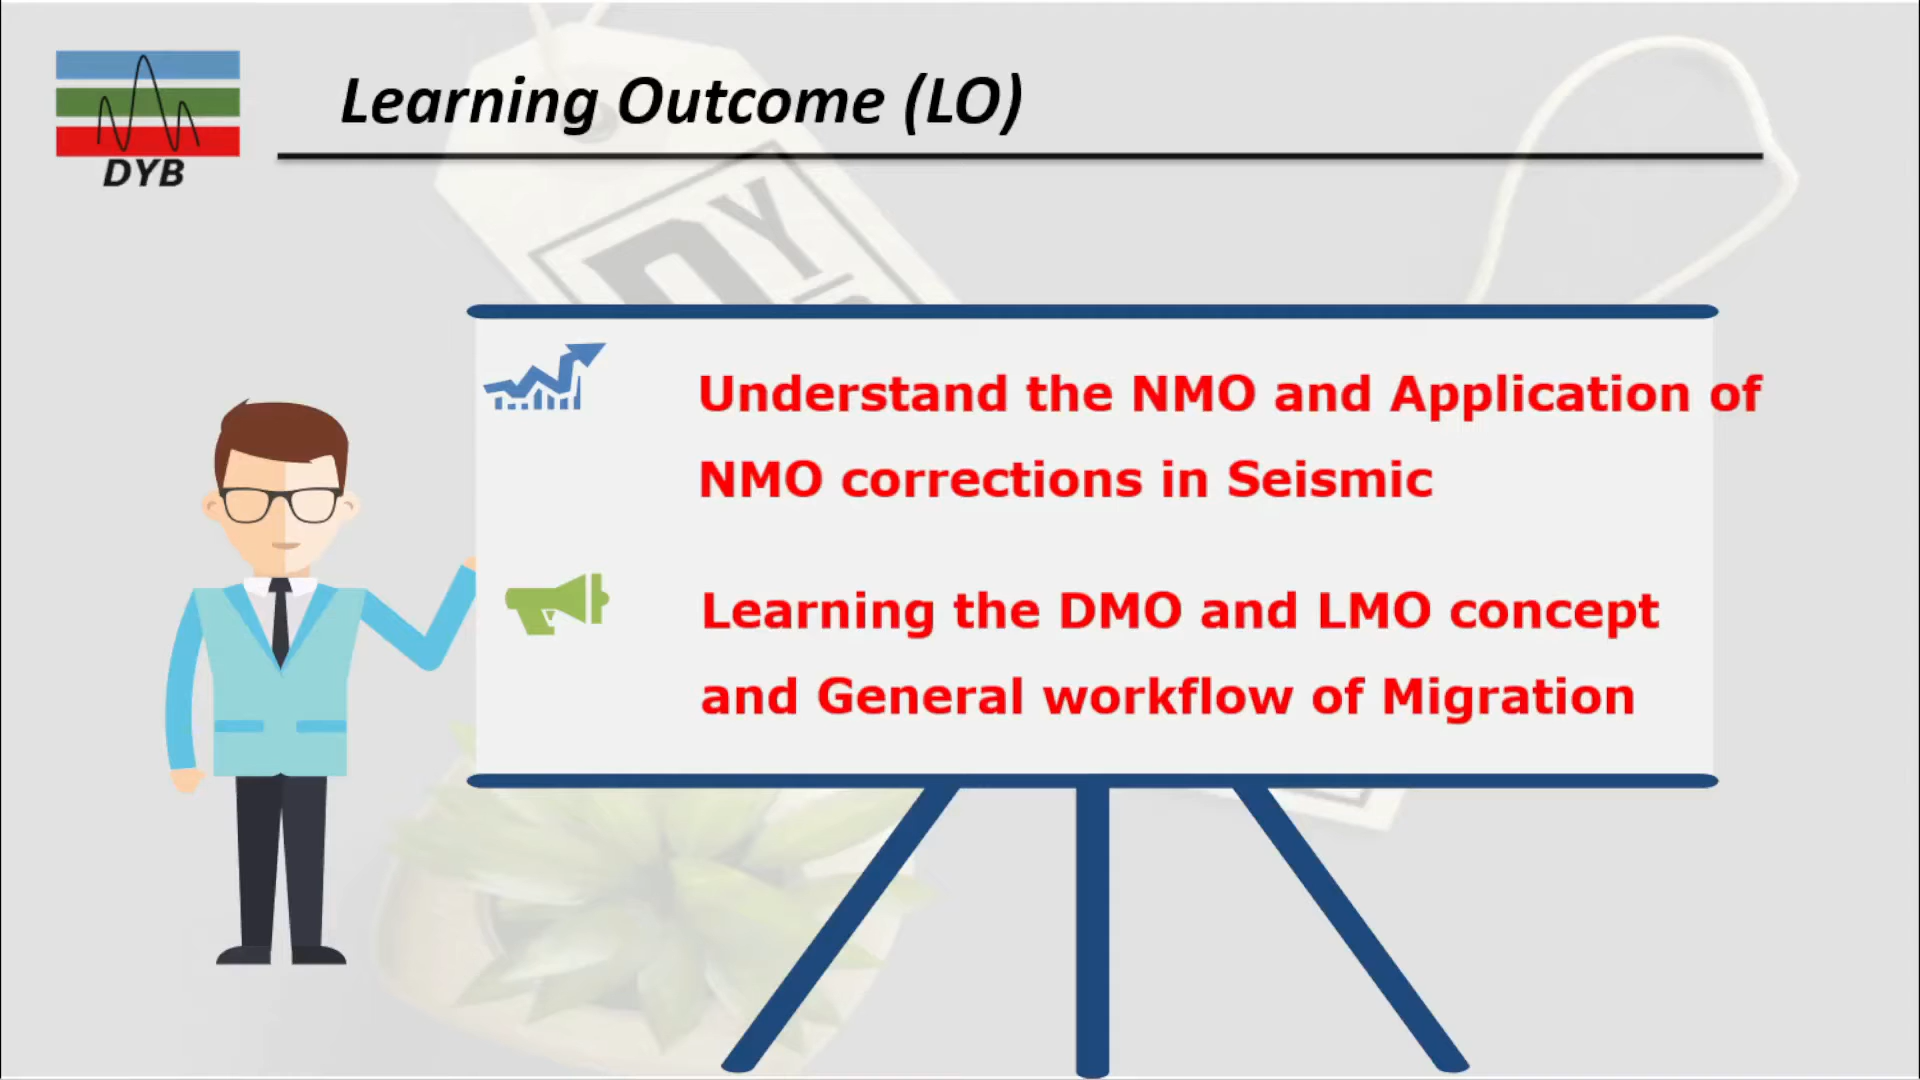 DYB
Learning Outcome (LO)
Understand the NMO and Application of
NMO corrections in Seismic
Learning the DMO and LMO concept
and General workflow of Migration